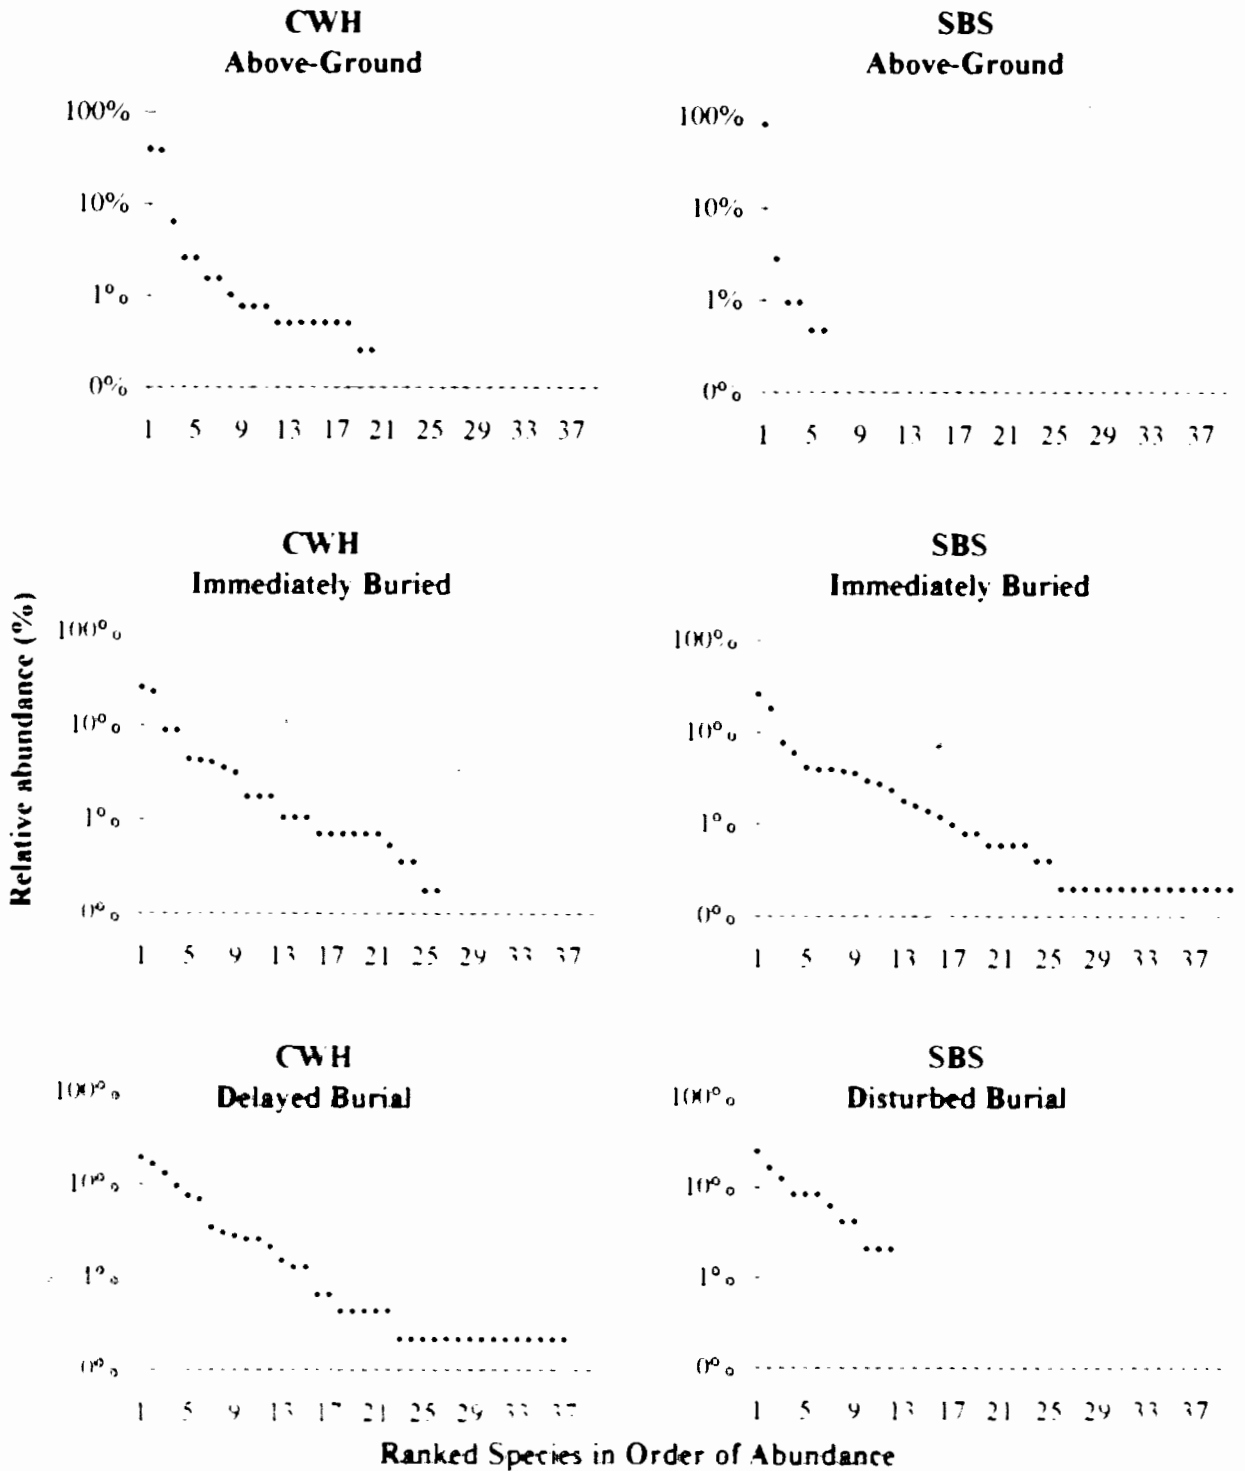 CWH
Above-Ground
100%
10%
1%
0%
1 5 9 13 17 21 25 29 33 37
SBS
Above-Ground
100%
10%
1%
0%
1 5 9 13 17 21 25 29 33 37
Relative abundance (%)
CWH
Immediately Buried
100%
10%
1%
0%
1 5 9 13 17 21 25 29 33 37
SBS
Immediately Buried
100%
10%
1%
0%
1 5 9 13 17 21 25 29 33 37
CWH
Delayed Burial
100%
10%
1%
0%
1 5 9 13 17 21 25 29 33 37
SBS
Disturbed Burial
100%
10%
1%
0%
1 5 9 13 17 21 25 29 33 37
Ranked Species in Order of Abundance